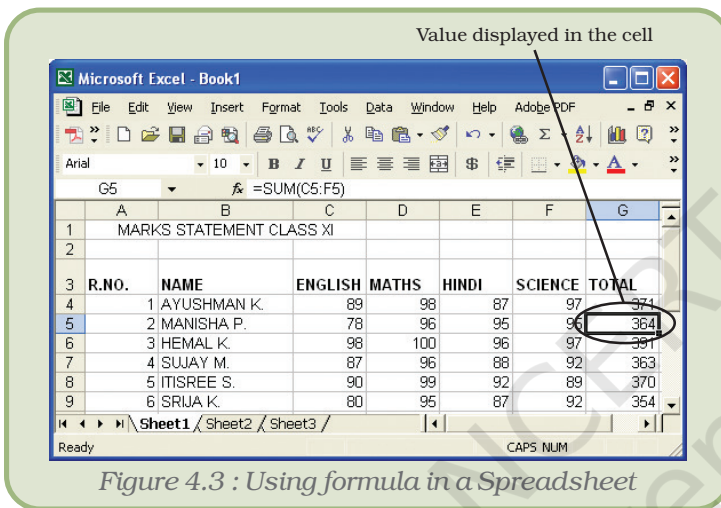 Value displayed in the cell
Microsoft Excel - Book1
File Edit View Insert Format Tools Data Window Help Adobe PDF
ABC Σ
Arial 10 B I U $ A
G5 fx =SUM(C5:F5)
A B C D E F G
1 MARKS STATEMENT CLASS XI
2
3 R.NO. NAME ENGLISH MATHS HINDI SCIENCE TOTAL
4 1 AYUSHMAN K. 89 98 87 97 371
5 2 MANISHA P. 78 96 95 95 364
6 3 HEMAL K. 98 100 96 97 391
7 4 SUJAY M. 87 96 88 92 363
8 5 ITISREE S. 90 99 92 89 370
9 6 SRIJA K. 80 95 87 92 354
Sheet1 / Sheet2 / Sheet3 /
Ready CAPS NUM
Figure 4.3 : Using formula in a Spreadsheet
NCERT